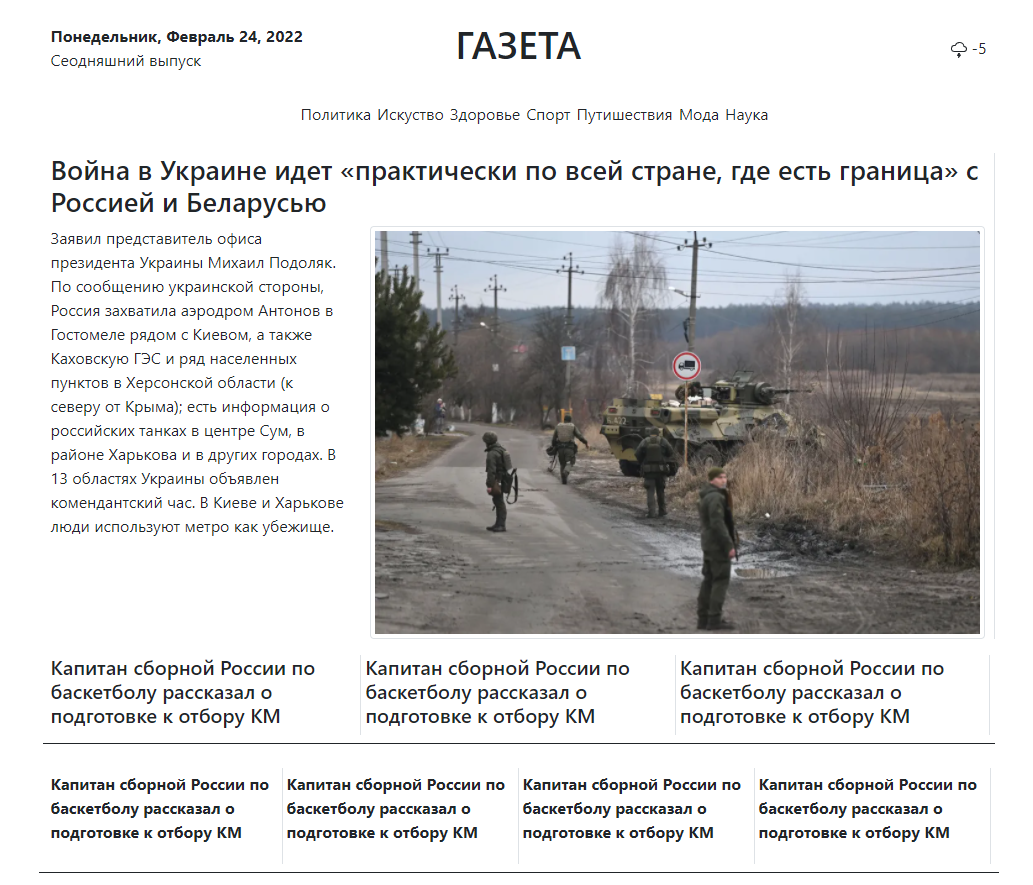 Понедельник, Февраль 24, 2022
Сеодняшний выпуск
ГАЗЕТА
-5
Политика Искуство Здоровье Спорт Путишествия Мода Наука
Война в Украине идет «практически по всей стране, где есть граница» с
Россией и Беларусью
Заявил представитель офиса
президента Украины Михаил Подоляк.
По сообщению украинской стороны,
Россия захватила аэродром Антонов в
Гостомеле рядом с Киевом, а также
Каховскую ГЭС и ряд населенных
пунктов в Херсонской области (к
северу от Крыма); есть информация о
российских танках в центре Сум, в
районе Харькова и в других городах. В
13 областях Украины объявлен
комендантский час. В Киеве и Харькове
люди используют метро как убежище.
Капитан сборной России по
баскетболу рассказал о
подготовке к отбору КМ
Капитан сборной России по
баскетболу рассказал о
подготовке к отбору КМ
Капитан сборной России по
баскетболу рассказал о
подготовке к отбору КМ
Капитан сборной России по
баскетболу рассказал о
подготовке к отбору КМ
Капитан сборной России по
баскетболу рассказал о
подготовке к отбору КМ
Капитан сборной России по
баскетболу рассказал о
подготовке к отбору КМ
Капитан сборной России по
баскетболу рассказал о
подготовке к отбору КМ